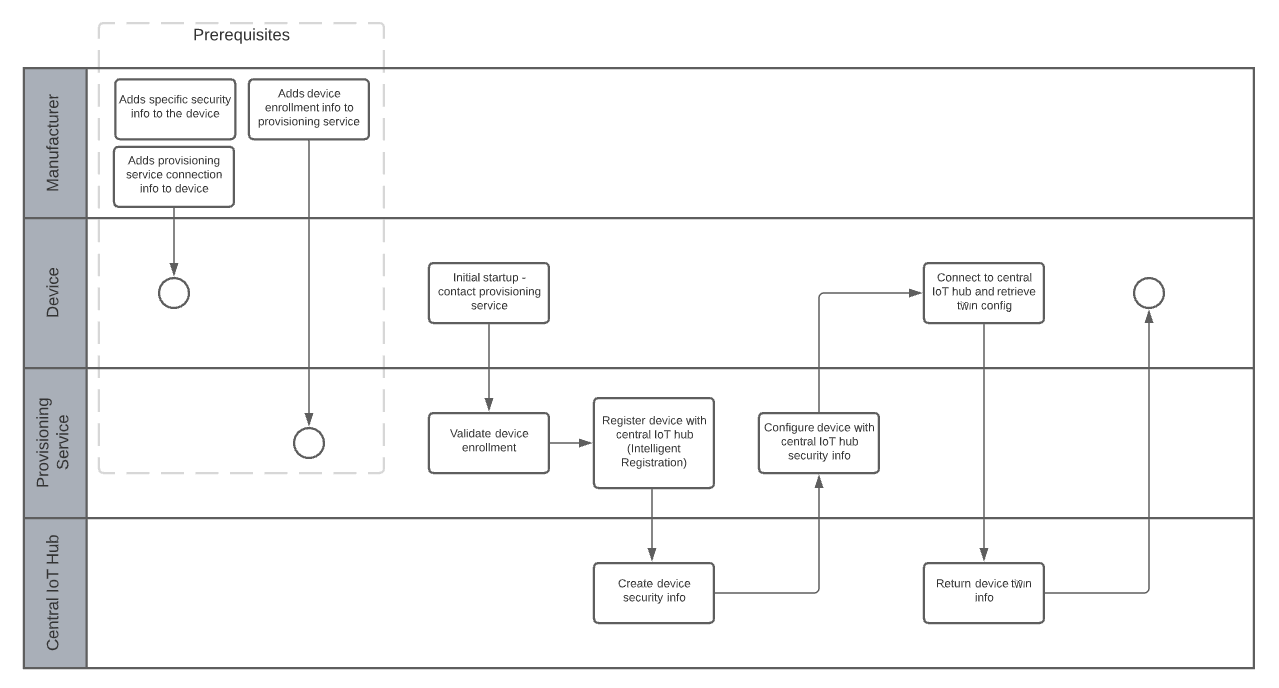 Prerequisites
Manufacturer
Adds specific security
info to the device
Adds device
enrollment info to
provisioning service
Adds provisioning
service connection
info to device
Device
Initial startup -
contact provisioning
service
Connect to central
IoT hub and retrieve
twin config
Provisioning
Service
Validate device
enrollment
Register device with
central IoT hub
(Intelligent
Registration)
Configure device with
central IoT hub
security info
Central IoT Hub
Create device
security info
Return device twin
info